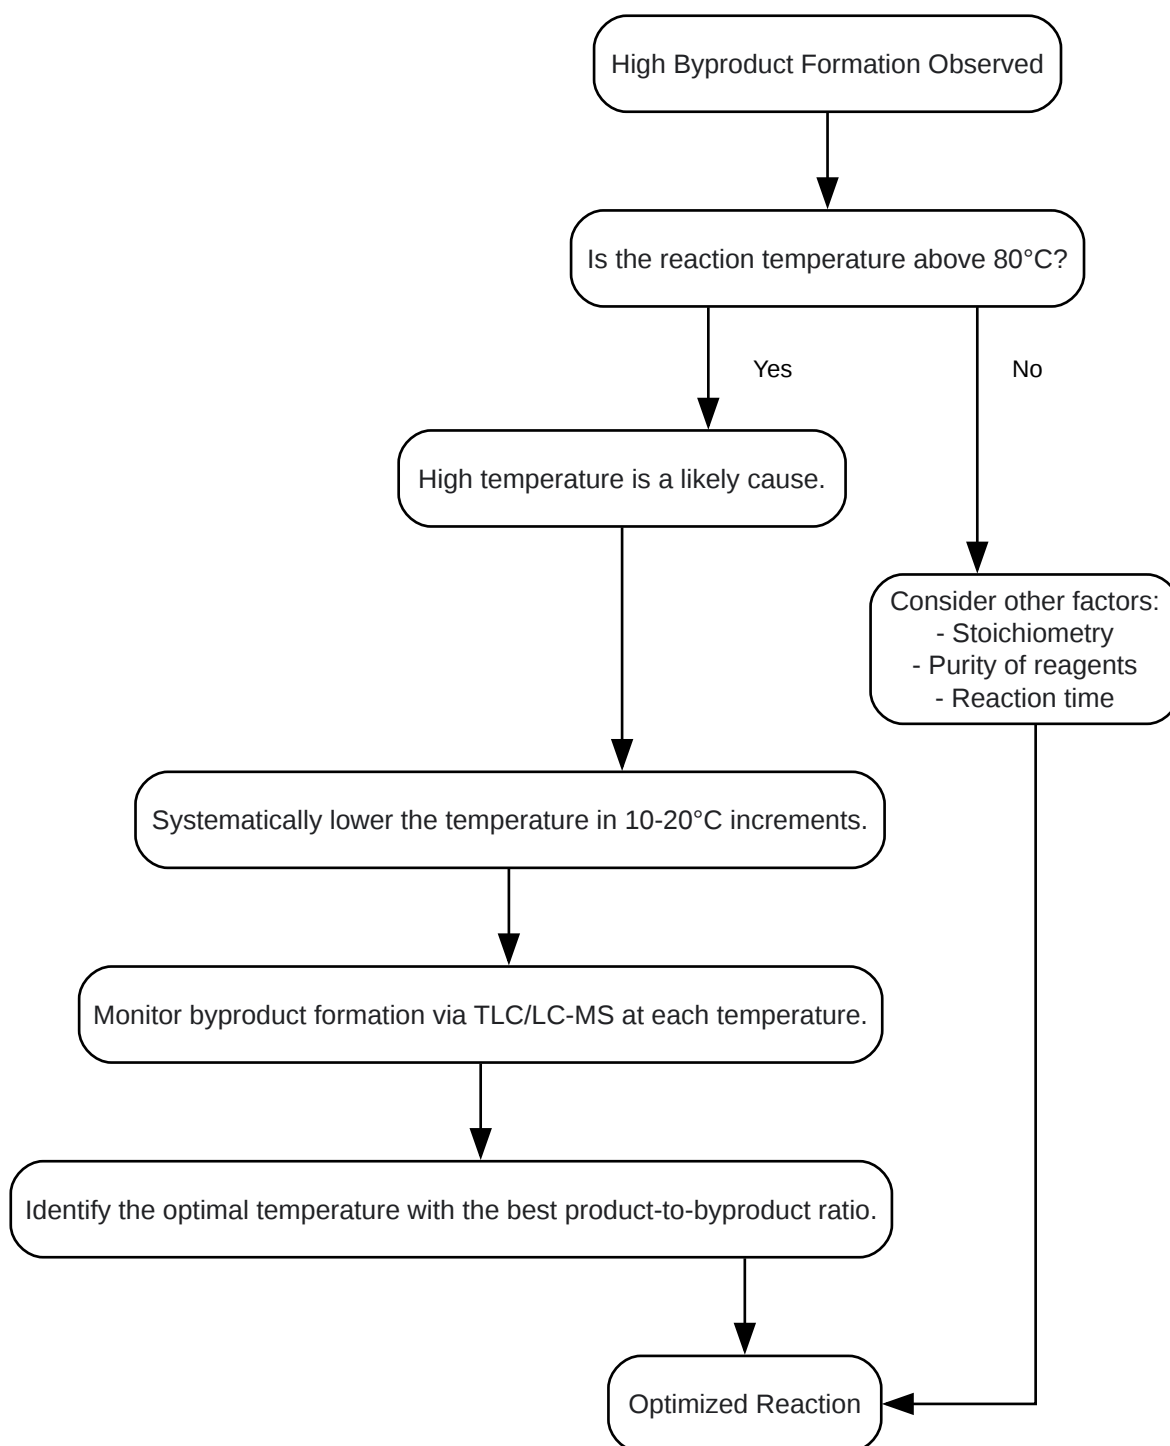 High Byproduct Formation Observed
Is the reaction temperature above 80°C?
Yes
No
High temperature is a likely cause.
Consider other factors:
- Stoichiometry
- Purity of reagents
- Reaction time
Systematically lower the temperature in 10-20°C increments.
Monitor byproduct formation via TLC/LC-MS at each temperature.
Identify the optimal temperature with the best product-to-byproduct ratio.
Optimized Reaction